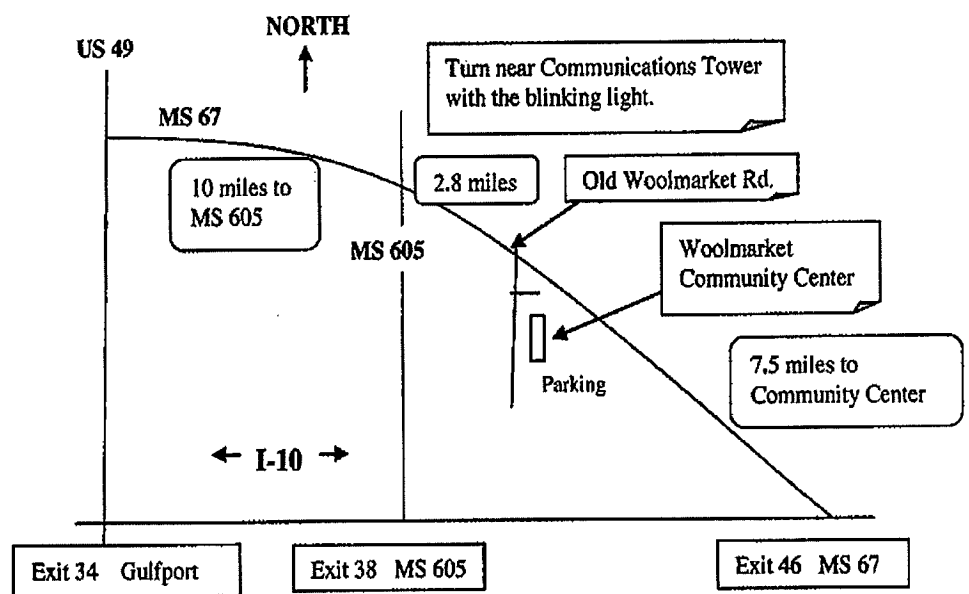 NORTH
US 49
Turn near Communications Tower
with the blinking light.
MS 67
10 miles to
MS 605
2.8 miles
Old Woolmarket Rd.
MS 605
Woolmarket
Community Center
Parking
7.5 miles to
Community Center
I-10
Exit 34 Gulfport
Exit 38 MS 605
Exit 46 MS 67